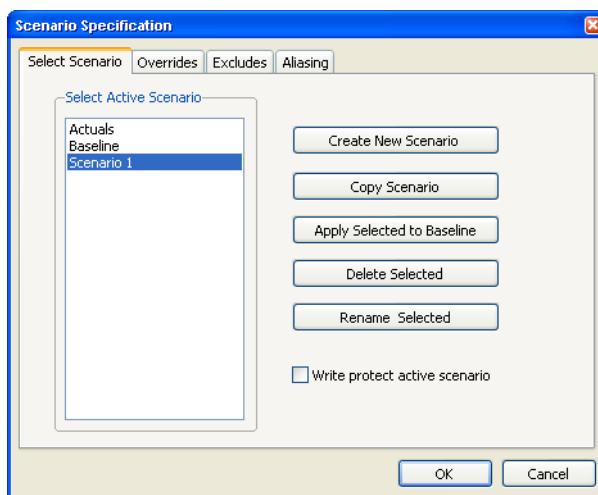 Scenario Specification
Select Scenario Overrides Excludes Aliasing
Select Active Scenario
Actuals
Baseline
Scenario 1
Create New Scenario
Copy Scenario
Apply Selected to Baseline
Delete Selected
Rename Selected
Write protect active scenario
OK Cancel